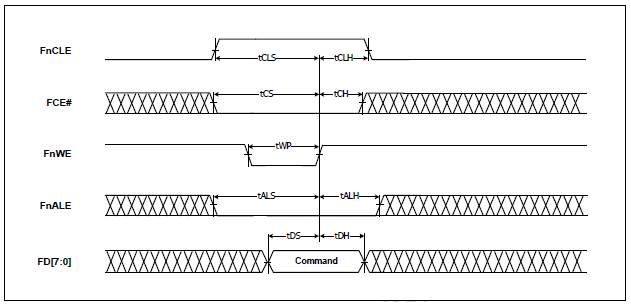 FnCLE
tCLS tCLH
FCE#
tCS tCH
FnWE
tWP
FnALE
tALS tALH
tDS tDH
FD[7:0]
Command